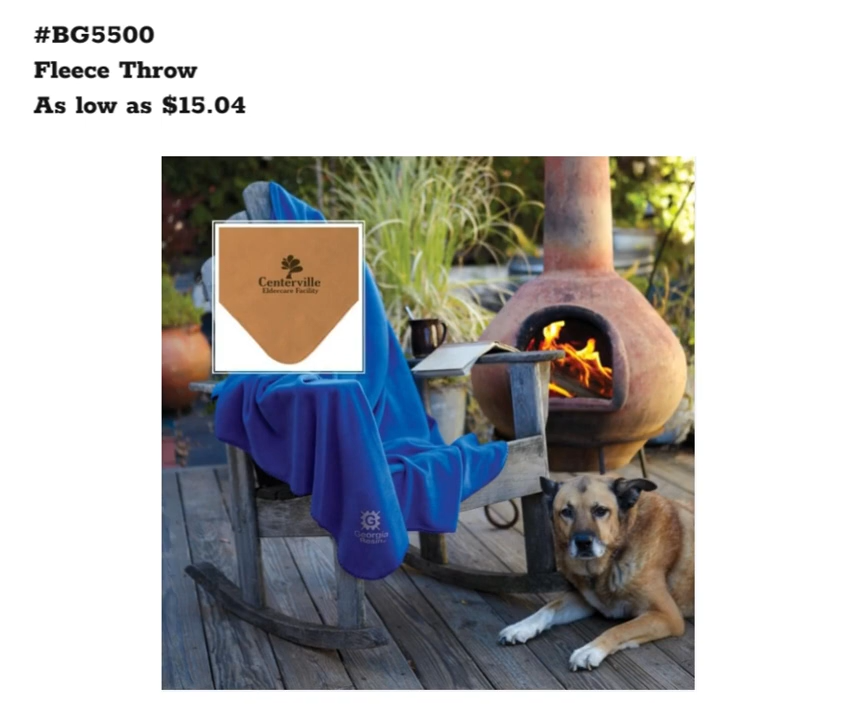 #BG5500
Fleece Throw
As low as $15.04
Centerville
Eldercare Facility
G
Georgia